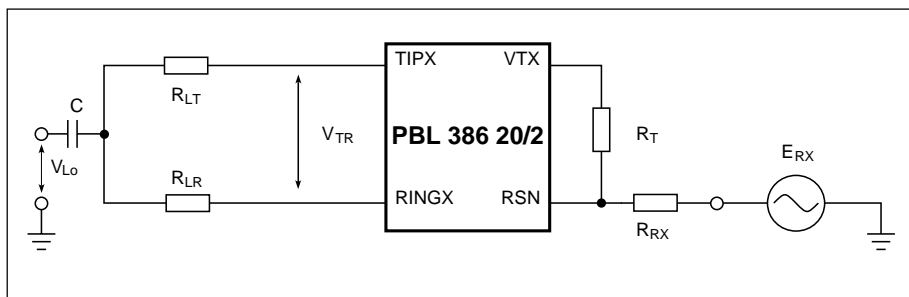 TIPX
VTX
R_LT
C
V_TR
PBL 386 20/2
R_T
E_RX
V_Lo
R_LR
RINGX
RSN
R_RX